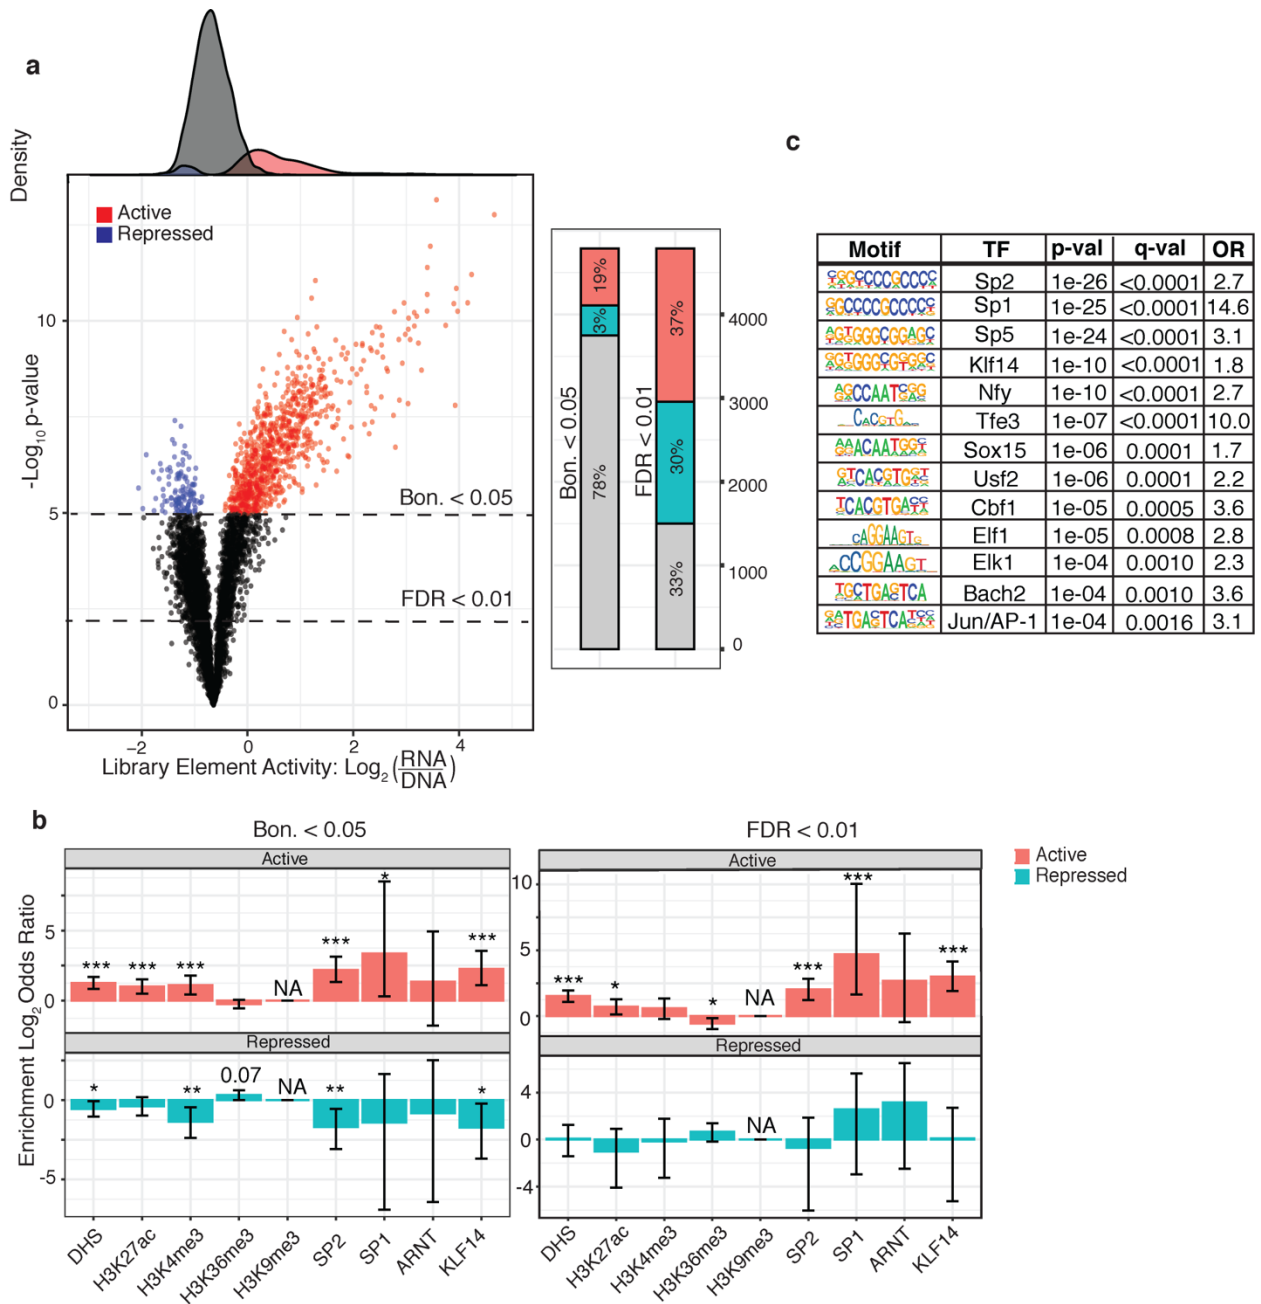 a
Density
Active
Repressed
-Log10 p-value
10
5
0
Bon. < 0.05
FDR < 0.01
−2
0
2
4
Library Element Activity: Log2(RNA/DNA)
Bon. < 0.05
19%
3%
78%
FDR < 0.01
37%
30%
33%
4000
3000
2000
1000
0
c
Motif TF p-val q-val OR
Sp2 1e-26 <0.0001 2.7
Sp1 1e-25 <0.0001 14.6
Sp5 1e-24 <0.0001 3.1
Klf14 1e-10 <0.0001 1.8
Nfy 1e-10 <0.0001 2.7
Tfe3 1e-07 <0.0001 10.0
Sox15 1e-06 0.0001 1.7
Usf2 1e-06 0.0001 2.2
Cbf1 1e-05 0.0005 3.6
Elf1 1e-05 0.0008 2.8
Elk1 1e-04 0.0010 2.3
Bach2 1e-04 0.0010 3.6
Jun/AP-1 1e-04 0.0016 3.1
b
Enrichment Log2 Odds Ratio
Bon. < 0.05
Active
5
0
*** *** *** NA *** * ***
Repressed
0
-5
* ** 0.07 NA ** *
DHS
H3K27ac
H3K4me3
H3K36me3
H3K9me3
SP2
SP1
ARNT
KLF14
FDR < 0.01
Active
10
5
0
*** * * NA *** *** ***
Repressed
4
0
-4
NA
DHS
H3K27ac
H3K4me3
H3K36me3
H3K9me3
SP2
SP1
ARNT
KLF14
Active
Repressed